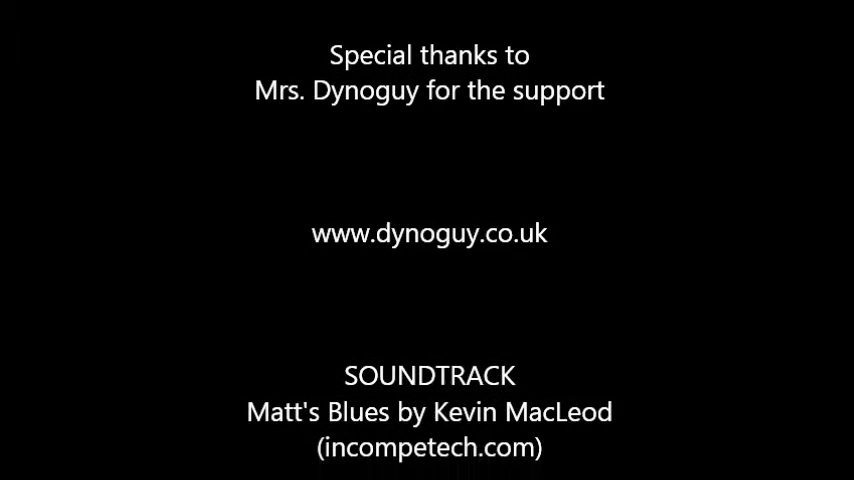 Special thanks to
Mrs. Dynoguy for the support
www.dynoguy.co.uk
SOUNDTRACK
Matt's Blues by Kevin MacLeod
(incompetech.com)